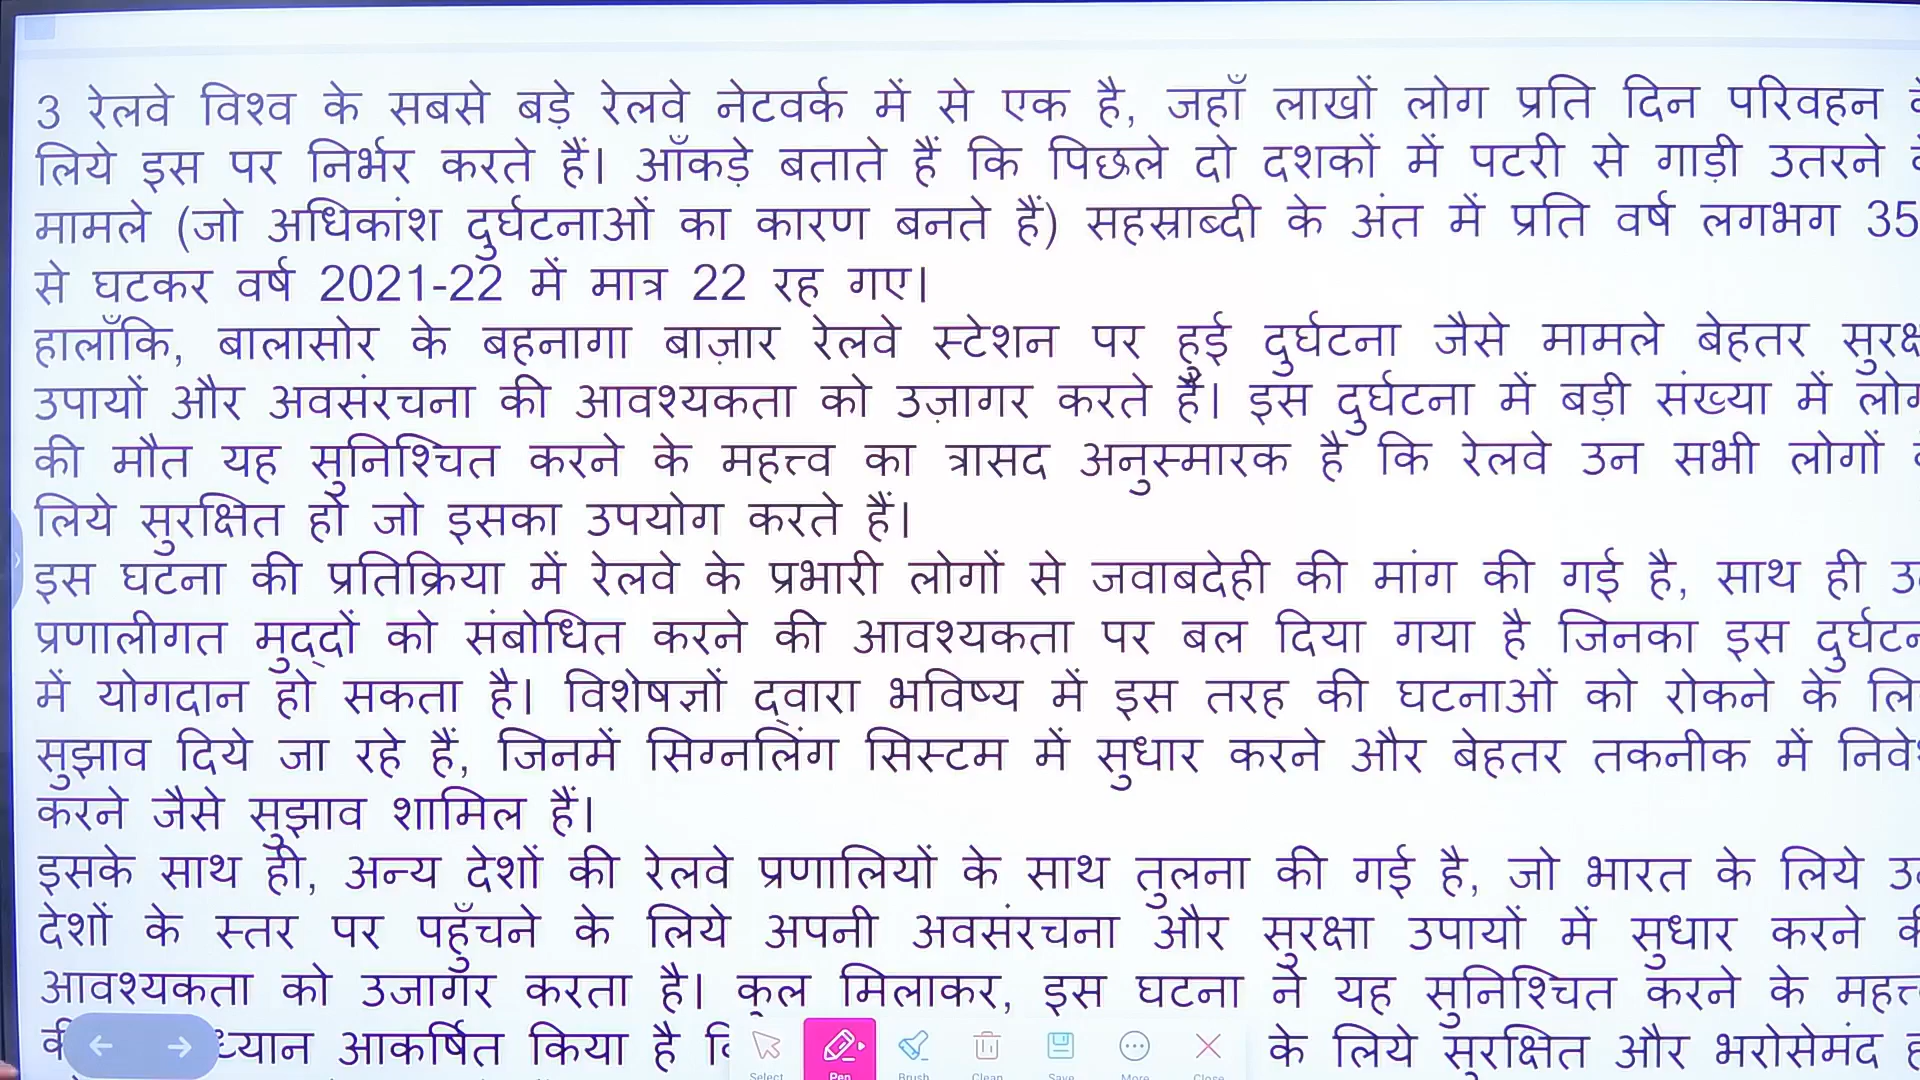 3 रेलवे विश्व के सबसे बड़े रेलवे नेटवर्क में से एक है, जहाँ लाखों लोग प्रति दिन परिवहन
लिये इस पर निर्भर करते हैं। आँकड़े बताते हैं कि पिछले दो दशकों में पटरी से गाड़ी उतरने
मामले (जो अधिकांश दुर्घटनाओं का कारण बनते हैं) सहस्राब्दी के अंत में प्रति वर्ष लगभग 35
से घटकर वर्ष 2021-22 में मात्र 22 रह गए।
हालाँकि, बालासोर के बहनागा बाज़ार रेलवे स्टेशन पर हुई दुर्घटना जैसे मामले बेहतर
उपायों और अवसंरचना की आवश्यकता को उज़ागर करते हैं। इस दुर्घटना में बड़ी संख्या में
की मौत यह सुनिश्चित करने के महत्त्व का त्रासद अनुस्मारक है कि रेलवे उन सभी लोगों
लिये सुरक्षित हो जो इसका उपयोग करते हैं।
इस घटना की प्रतिक्रिया में रेलवे के प्रभारी लोगों से जवाबदेही की मांग की गई है, साथ ही
प्रणालीगत मुद्दों को संबोधित करने की आवश्यकता पर बल दिया गया है जिनका इस
में योगदान हो सकता है। विशेषज्ञों द्वारा भविष्य में इस तरह की घटनाओं को रोकने के
सुझाव दिये जा रहे हैं, जिनमें सिग्नलिंग सिस्टम में सुधार करने और बेहतर तकनीक में
करने जैसे सुझाव शामिल हैं।
इसके साथ ही, अन्य देशों की रेलवे प्रणालियों के साथ तुलना की गई है, जो भारत के लिये
देशों के स्तर पर पहुँचने के लिये अपनी अवसंरचना और सुरक्षा उपायों में सुधार करने
आवश्यकता को उजागर करता है। कुल मिलाकर, इस घटना ने यह सुनिश्चित करने के
ध्यान आकर्षित किया है के लिये सुरक्षित और भरोसेमंद
Select Pen Brush Clean Save More Close